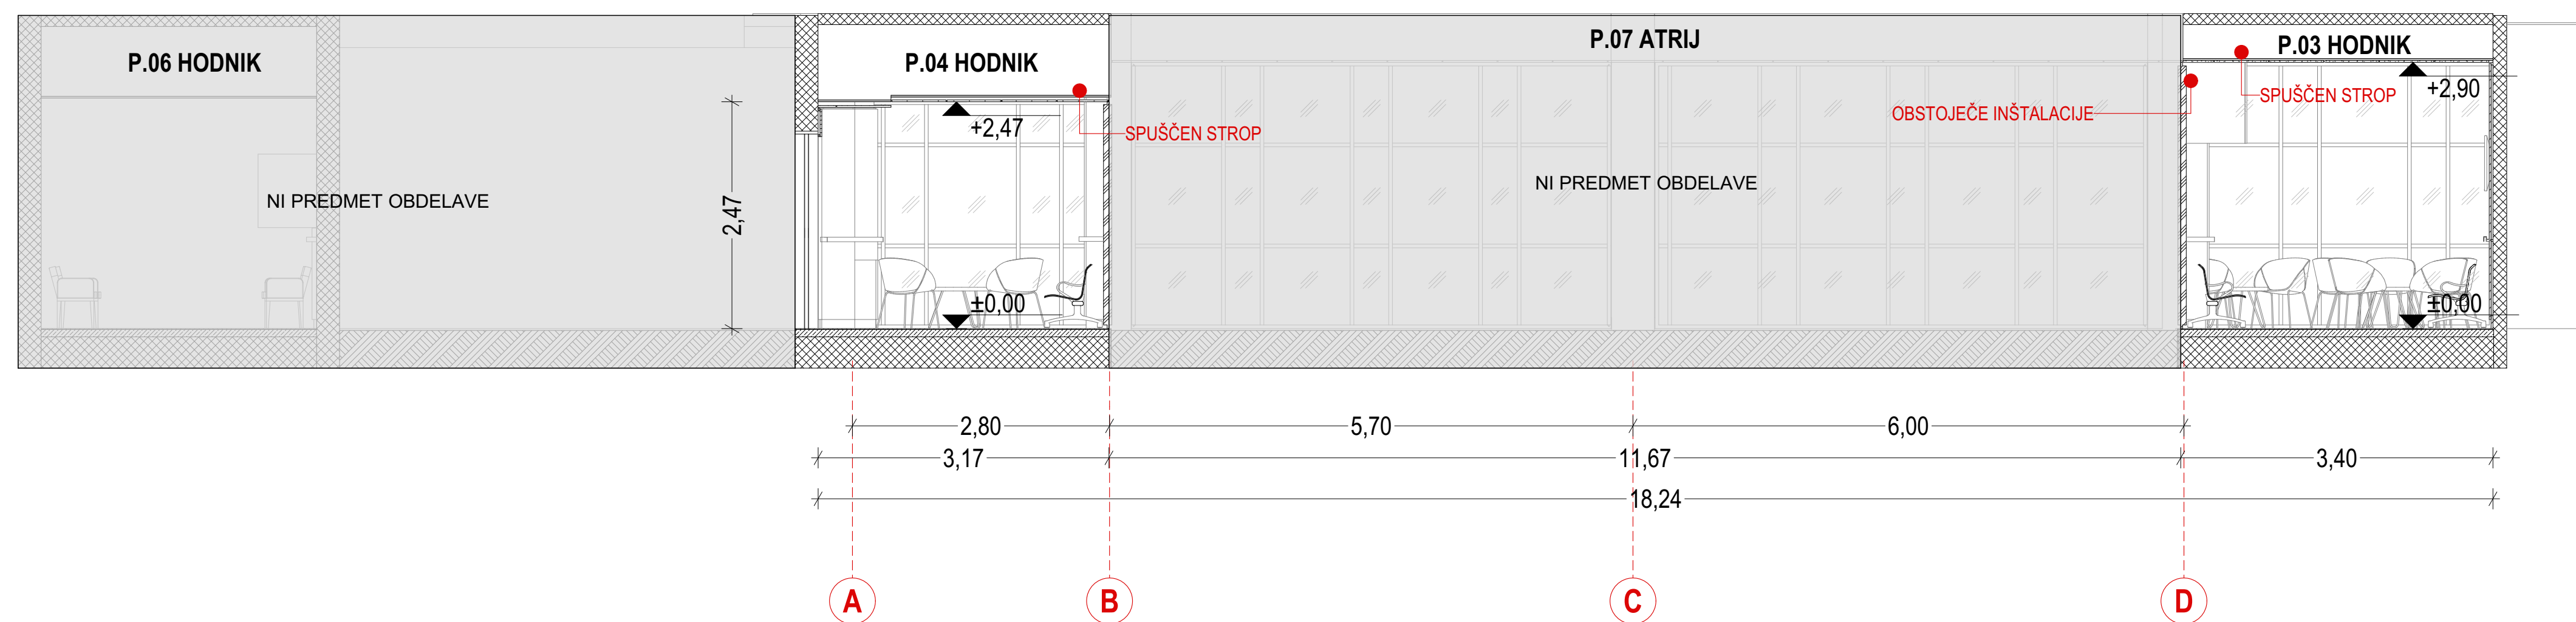 P.06 HODNIK
P.04 HODNIK
P.07 ATRIJ
P.03 HODNIK
+2,90
SPUŠČEN STROP
OBSTOJEČE INŠTALACIJE
+2,47
SPUŠČEN STROP
NI PREDMET OBDELAVE
NI PREDMET OBDELAVE
2,47
±0,00
±0,00
2,80
5,70
6,00
3,17
11,67
3,40
18,24
A
B
C
D